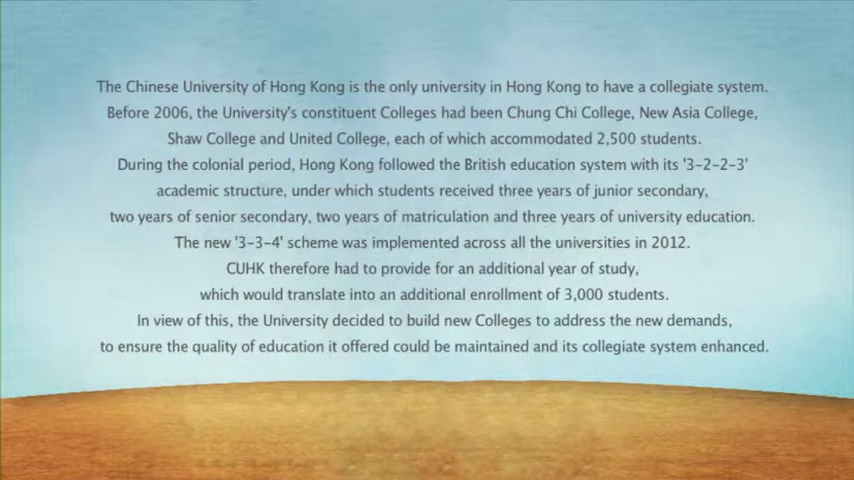 The Chinese University of Hong Kong is the only university in Hong Kong to have a collegiate system.
Before 2006, the University's constituent Colleges had been Chung Chi College, New Asia College,
Shaw College and United College, each of which accommodated 2,500 students.
During the colonial period, Hong Kong followed the British education system with its '3-2-2-3'
academic structure, under which students received three years of junior secondary,
two years of senior secondary, two years of matriculation and three years of university education.
The new '3-3-4' scheme was implemented across all the universities in 2012.
CUHK therefore had to provide for an additional year of study,
which would translate into an additional enrollment of 3,000 students.
In view of this, the University decided to build new Colleges to address the new demands,
to ensure the quality of education it offered could be maintained and its collegiate system enhanced.